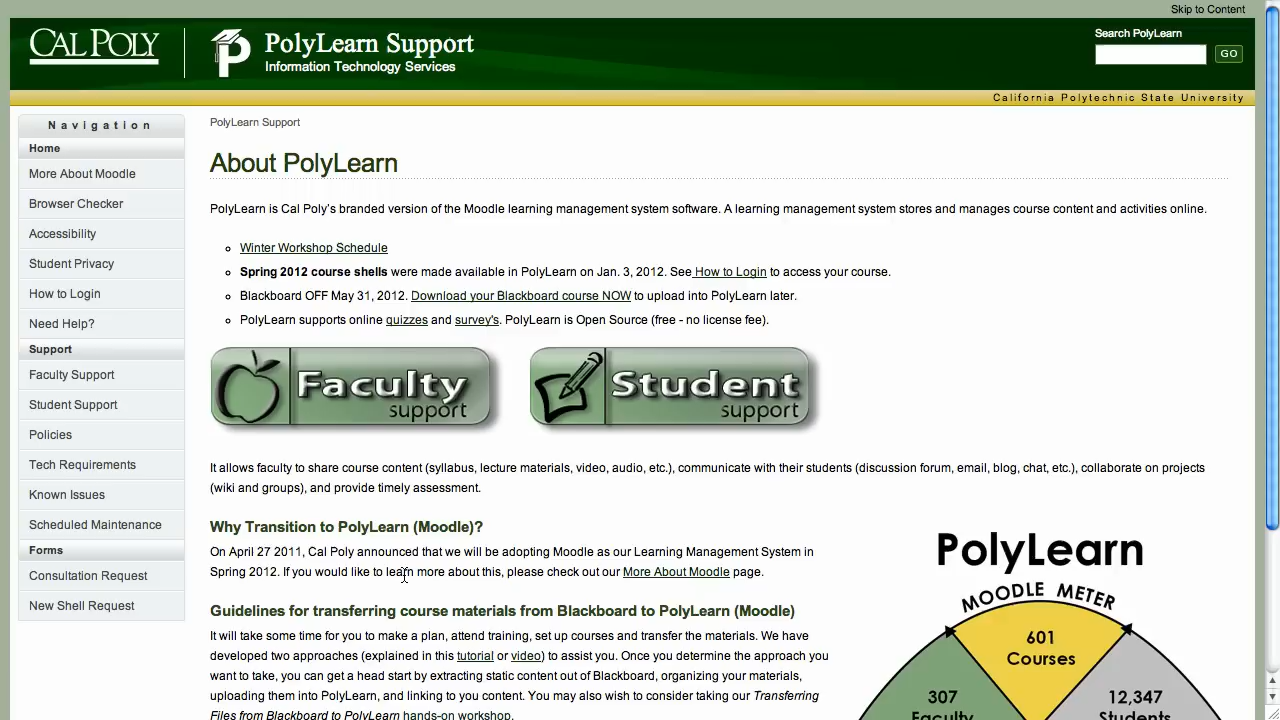 Skip to Content
CAL POLY
PolyLearn Support
Information Technology Services
Search PolyLearn
GO
California Polytechnic State University
Navigation
Home
More About Moodle
Browser Checker
Accessibility
Student Privacy
How to Login
Need Help?
Support
Faculty Support
Student Support
Policies
Tech Requirements
Known Issues
Scheduled Maintenance
Forms
Consultation Request
New Shell Request
PolyLearn Support
About PolyLearn
PolyLearn is Cal Poly's branded version of the Moodle learning management system software. A learning management system stores and manages course content and activities online.
Winter Workshop Schedule
Spring 2012 course shells were made available in PolyLearn on Jan. 3, 2012. See How to Login to access your course.
Blackboard OFF May 31, 2012. Download your Blackboard course NOW to upload into PolyLearn later.
PolyLearn supports online quizzes and survey's. PolyLearn is Open Source (free - no license fee).
Faculty support
Student support
It allows faculty to share course content (syllabus, lecture materials, video, audio, etc.), communicate with their students (discussion forum, email, blog, chat, etc.), collaborate on projects
(wiki and groups), and provide timely assessment.
Why Transition to PolyLearn (Moodle)?
On April 27 2011, Cal Poly announced that we will be adopting Moodle as our Learning Management System in
Spring 2012. If you would like to learn more about this, please check out our More About Moodle page.
Guidelines for transferring course materials from Blackboard to PolyLearn (Moodle)
It will take some time for you to make a plan, attend training, set up courses and transfer the materials. We have
developed two approaches (explained in this tutorial or video) to assist you. Once you determine the approach you
want to take, you can get a head start by extracting static content out of Blackboard, organizing your materials,
uploading them into PolyLearn, and linking to you content. You may also wish to consider taking our Transferring
Files from Blackboard to PolyLearn hands-on workshop.
PolyLearn
MOODLE METER
601
Courses
307
Faculty
12,347
Students